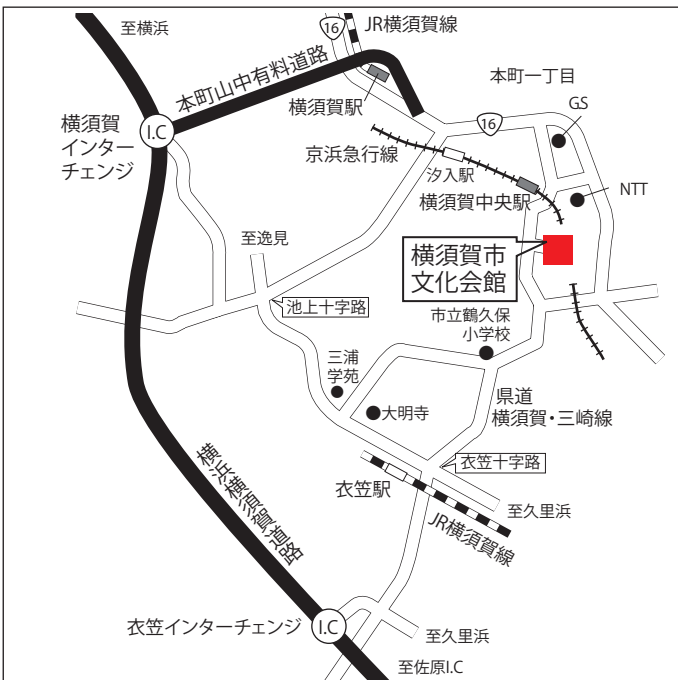 至横浜
16
JR横須賀線
本町山中有料道路
横須賀駅
本町一丁目
GS
16
横須賀
インター
チェンジ
I.C
京浜急行線
汐入駅
横須賀中央駅
NTT
至逸見
横須賀市
文化会館
池上十字路
市立鶴久保
小学校
三浦
学苑
大明寺
県道
横須賀・三崎線
衣笠十字路
衣笠駅
至久里浜
JR横須賀線
横浜横須賀道路
衣笠インターチェンジ
I.C
至久里浜
至佐原I.C